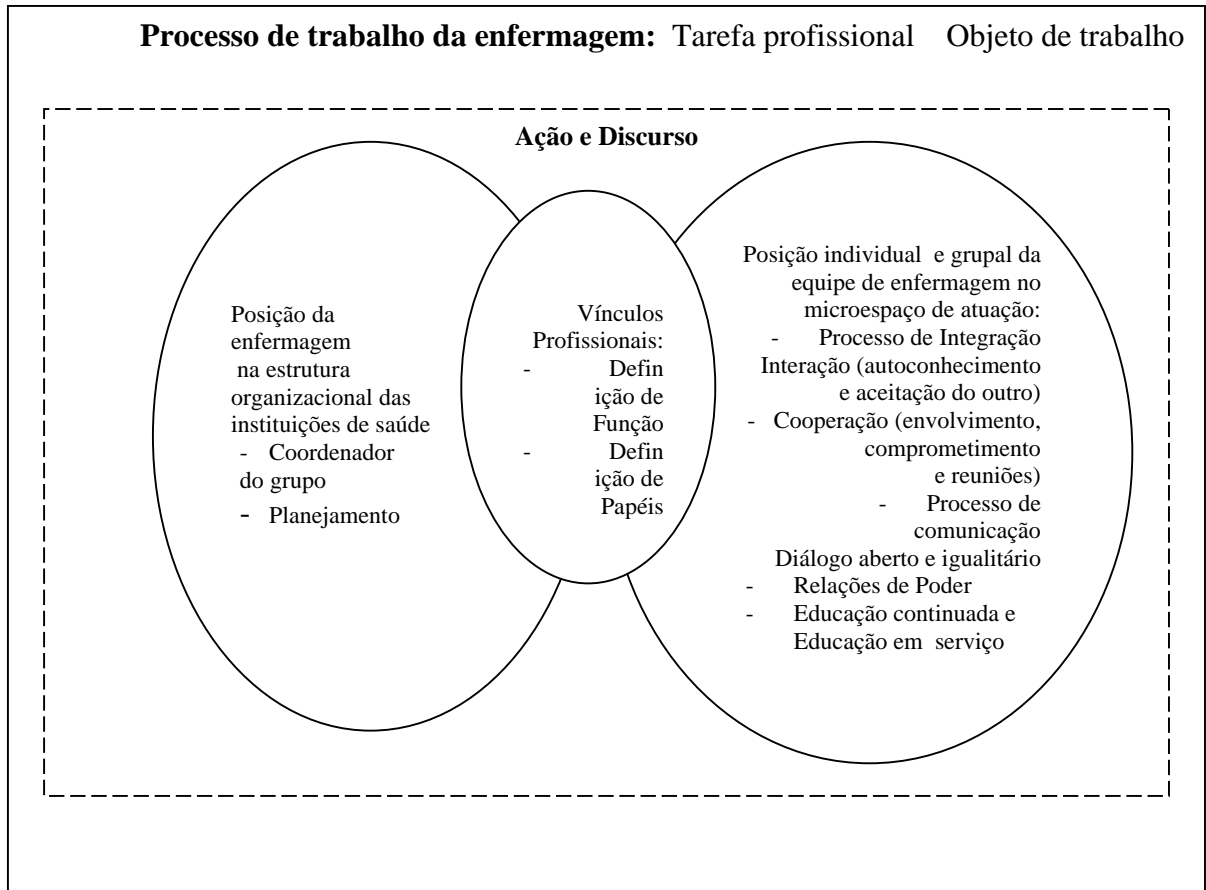 Processo de trabalho da enfermagem: Tarefa profissional Objeto de trabalho
Ação e Discurso
Posição da
enfermagem
na estrutura
organizacional das
instituições de saúde
- Coordenador
do grupo
- Planejamento
Vínculos
Profissionais:
- Defin
ição de
Função
- Defin
ição de
Papéis
Posição individual e grupal da
equipe de enfermagem no
microespaço de atuação:
- Processo de Integração
Interação (autoconhecimento
e aceitação do outro)
- Cooperação (envolvimento,
comprometimento
e reuniões)
- Processo de
comunicação
Diálogo aberto e igualitário
- Relações de Poder
- Educação continuada e
Educação em serviço